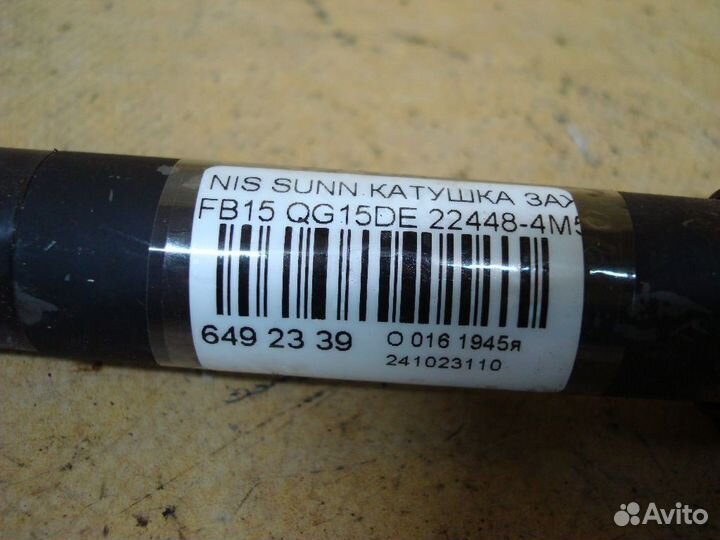 NIS SUNN.КАТУШКА ЗАЖ
FB15 QG15DE 22448-4M5
649 23 39 O 016 1945я
241023110
Avito